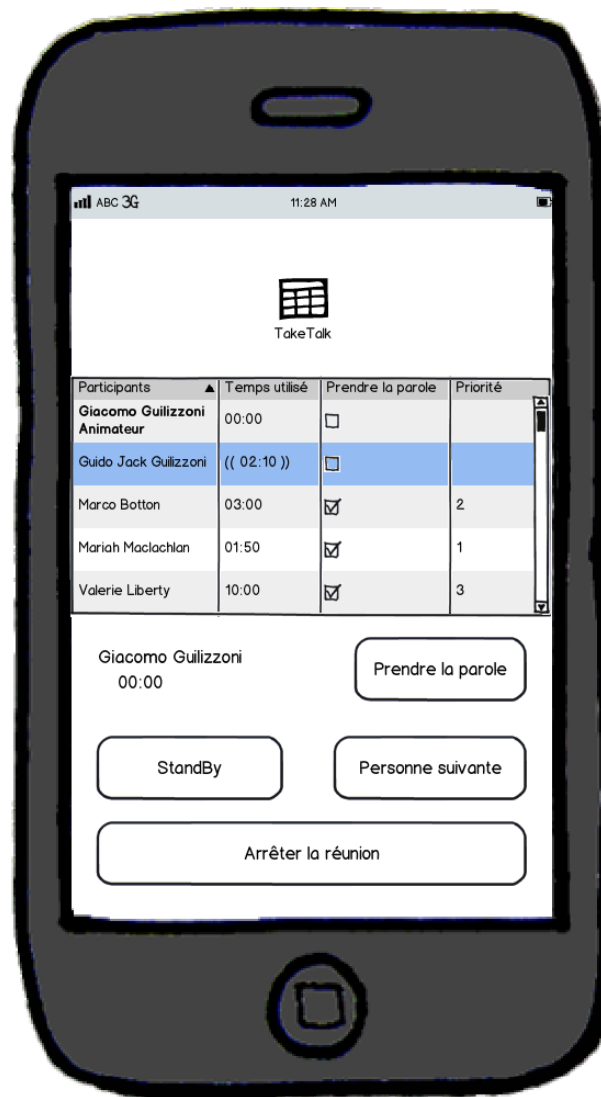 ABC 3G 11:28 AM
TakeTalk
Participants Temps utilisé Prendre la parole Priorité
Giacomo Guilizzoni
Animateur 00:00
Guido Jack Guilizzoni (( 02:10 ))
Marco Botton 03:00 2
Mariah Maclachlan 01:50 1
Valerie Liberty 10:00 3
Giacomo Guilizzoni
00:00
Prendre la parole
StandBy Personne suivante
Arrêter la réunion